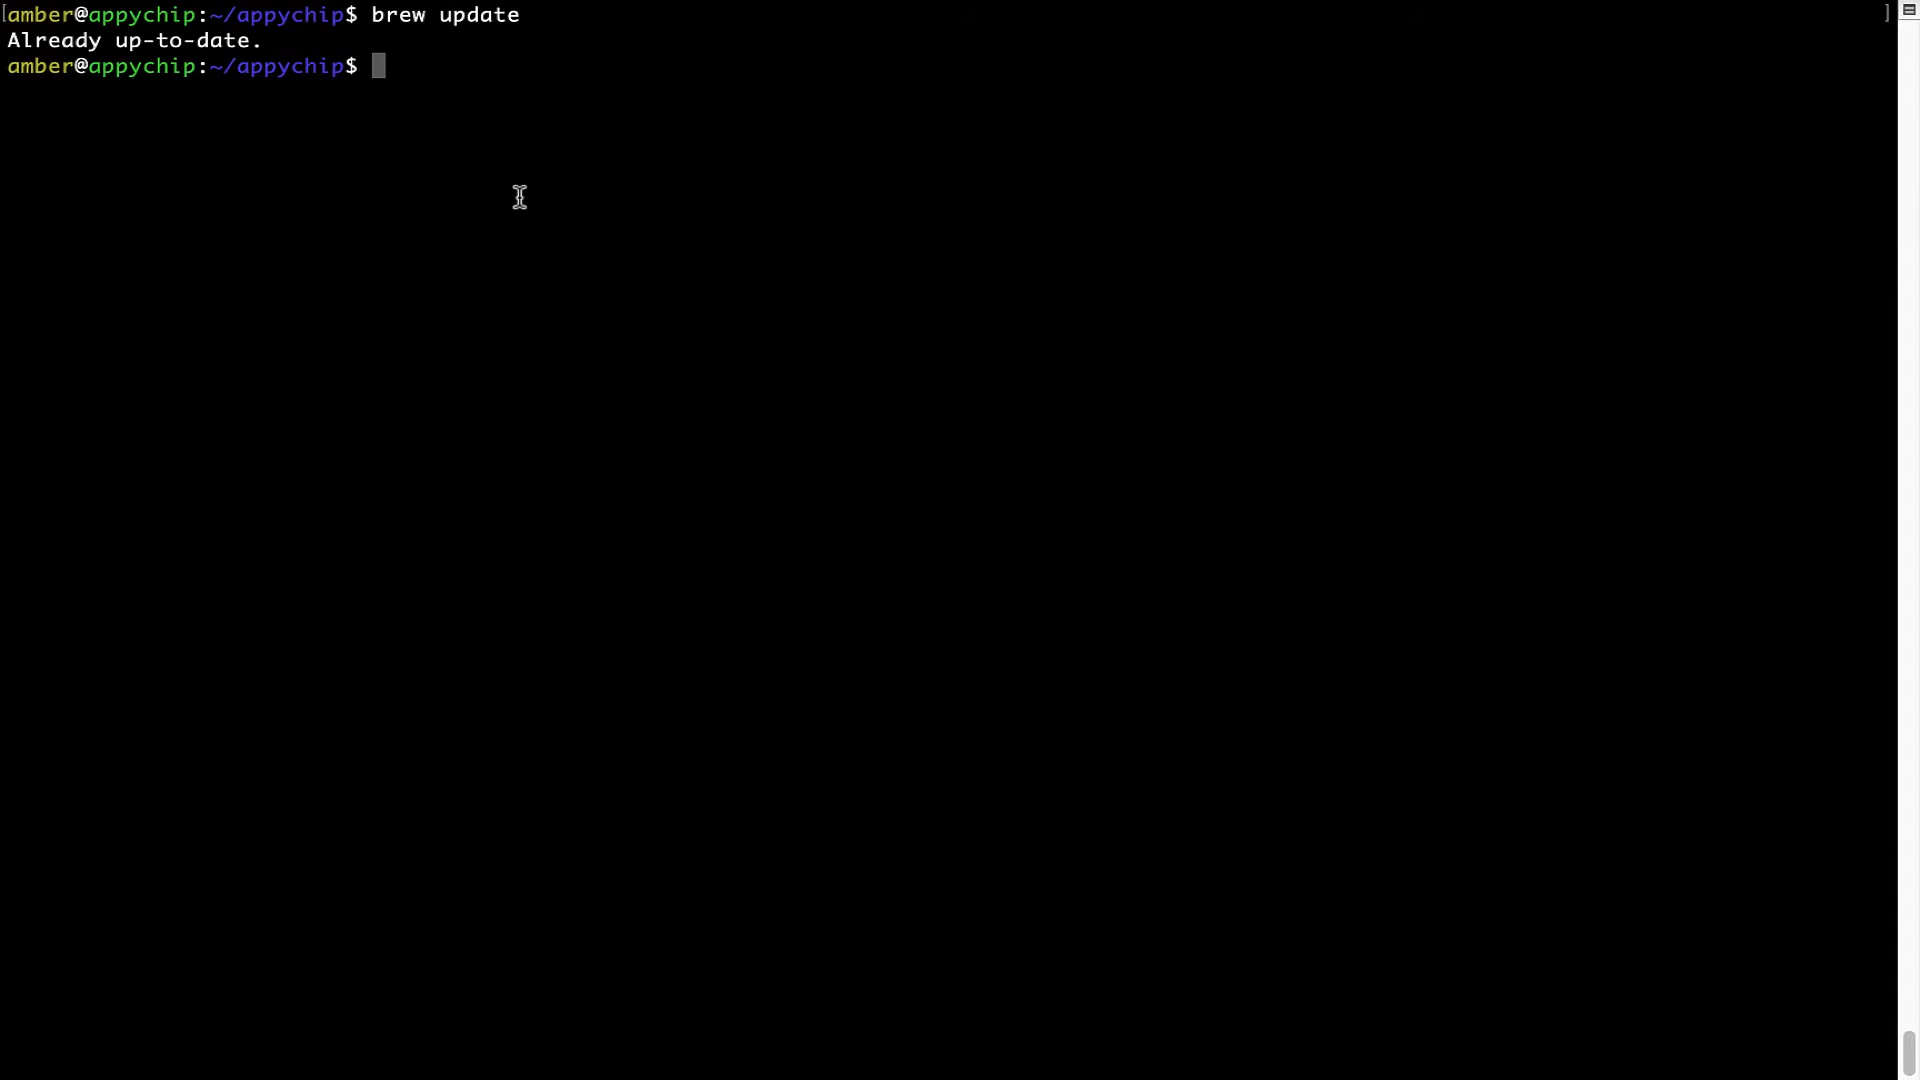 [amber@appychip:~/appychip$ brew update ]
Already up-to-date.
amber@appychip:~/appychip$